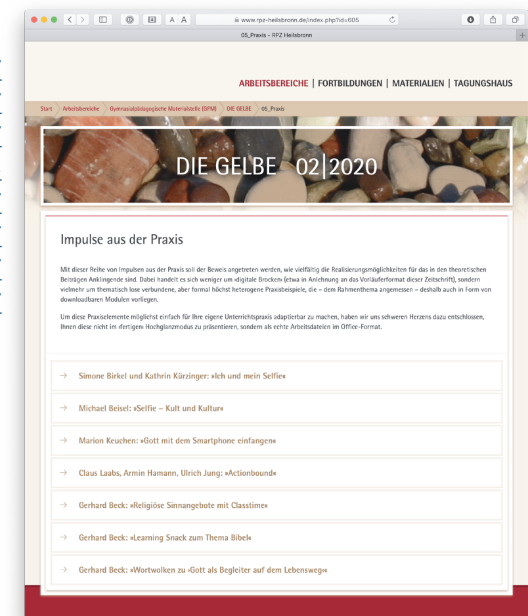 www.rpz-heilsbronn.de/index.php?id=605
05_Praxis – RPZ Heilsbronn
ARBEITSBEREICHE | FORTBILDUNGEN | MATERIALIEN | TAGUNGSHAUS
Start Arbeitsbereiche Gymnasialpädagogische Materialstelle (GPM) DIE GELBE 05_Praxis
DIE GELBE 02|2020
Impulse aus der Praxis
Mit dieser Reihe von Impulsen aus der Praxis soll der Beweis angetreten werden, wie vielfältig die Realisierungsmöglichkeiten für das in den theoretischen
Beiträgen Anklingende sind. Dabei handelt es sich weniger um ›digitale Brocken‹ (etwa in Anlehnung an das Vorläuferformat dieser Zeitschrift), sondern
vielmehr um thematisch lose verbundene, aber formal höchst heterogene Praxisbeispiele, die – dem Rahmenthema angemessen – deshalb auch in Form von
downloadbaren Modulen vorliegen.
Um diese Praxiselemente möglichst einfach für Ihre eigene Unterrichtspraxis adaptierbar zu machen, haben wir uns schweren Herzens dazu entschlossen,
Ihnen diese nicht im ›fertigen‹ Hochglanzmodus zu präsentieren, sondern als echte Arbeitsdateien im Office-Format.
→ Simone Birkel und Kathrin Kürzinger: »Ich und mein Selfie«
→ Michael Beisel: »Selfie – Kult und Kultur«
→ Marion Keuchen: »Gott mit dem Smartphone einfangen«
→ Claus Laabs, Armin Hamann, Ulrich Jung: »Actionbound«
→ Gerhard Beck: »Religiöse Sinnangebote mit Classtime«
→ Gerhard Beck: »Learning Snack zum Thema Bibel«
→ Gerhard Beck: »Wortwolken zu ›Gott als Begleiter auf dem Lebensweg‹«